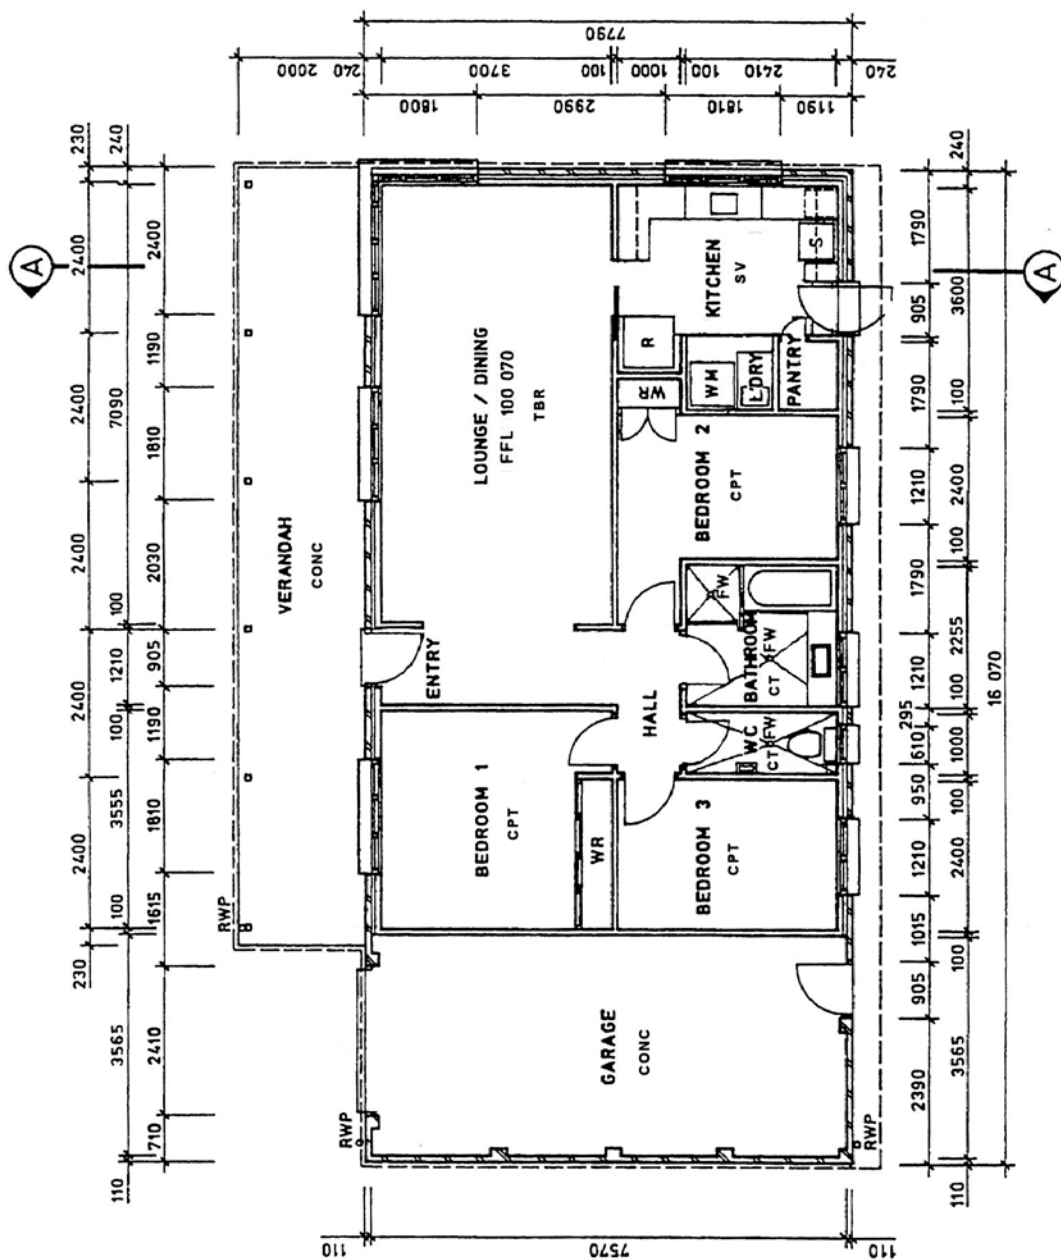 7790
240
2000
240
3700
100
1000
100
2410
240
1800
2990
1810
1190
230
2400
2400
2400
2400
2400
230
240
7090
100
1210
1000
3555
100
3565
110
2400
1190
1810
2030
905
1190
1810
1615
2410
710
A
A
VERANDAH
CONC
LOUNGE / DINING
FFL 100 070
TBR
KITCHEN
SV
S
R
WR
WM
L'DRY
PANTRY
BEDROOM 2
CPT
ENTRY
HALL
FW
BATHROOM
CT
FW
WC
CT
FW
BEDROOM 1
CPT
WR
BEDROOM 3
CPT
GARAGE
CONC
RWP
RWP
RWP
1790
905
1790
1210
1790
1210
295
610
950
1210
1015
905
2390
240
3600
100
2400
100
2255
100
1000
100
2400
100
3565
110
16 070
110
7570
110